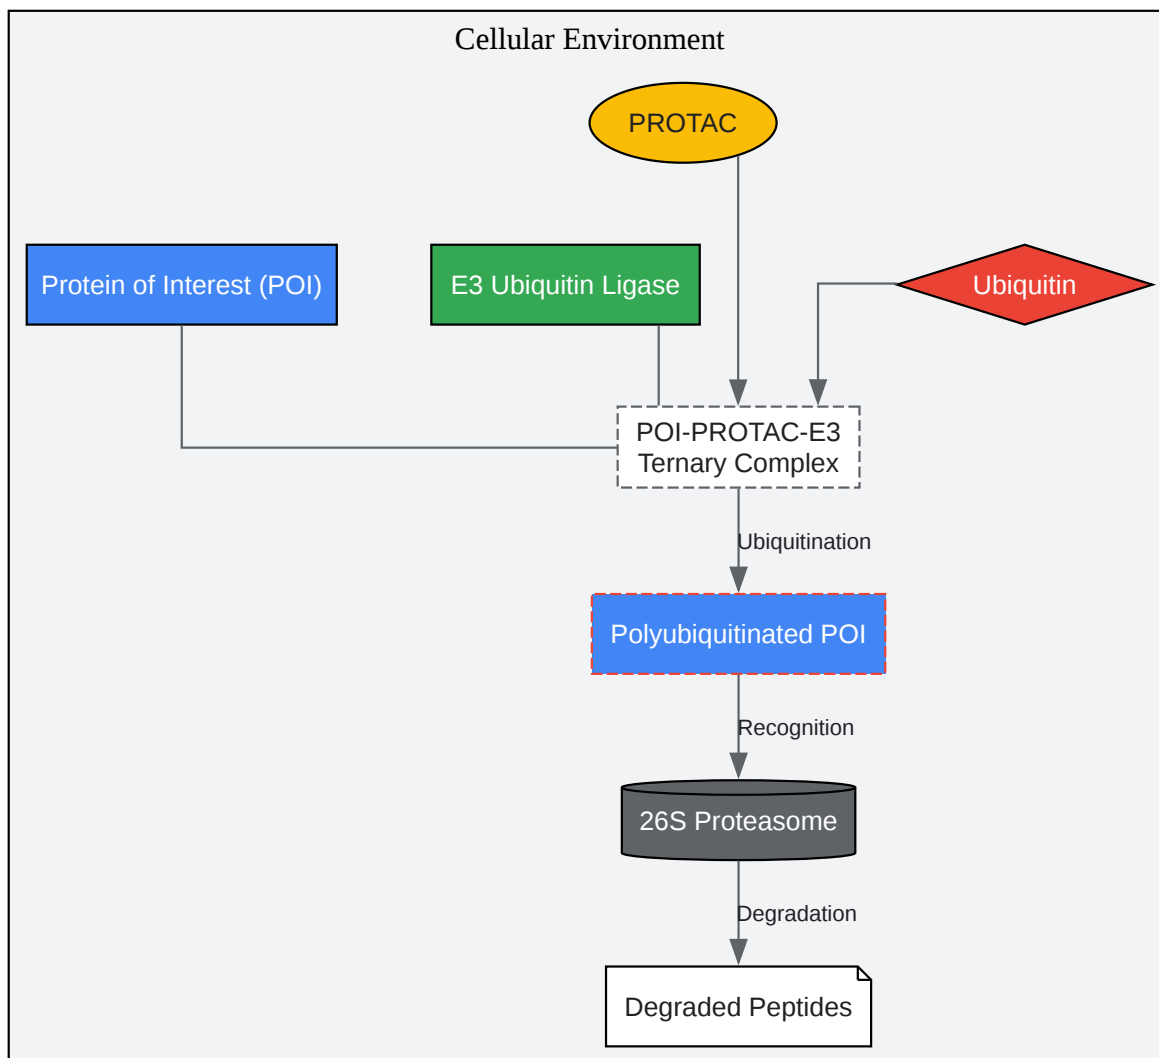 Cellular Environment
PROTAC
Protein of Interest (POI)
E3 Ubiquitin Ligase
Ubiquitin
POI-PROTAC-E3
Ternary Complex
Ubiquitination
Polyubiquitinated POI
Recognition
26S Proteasome
Degradation
Degraded Peptides